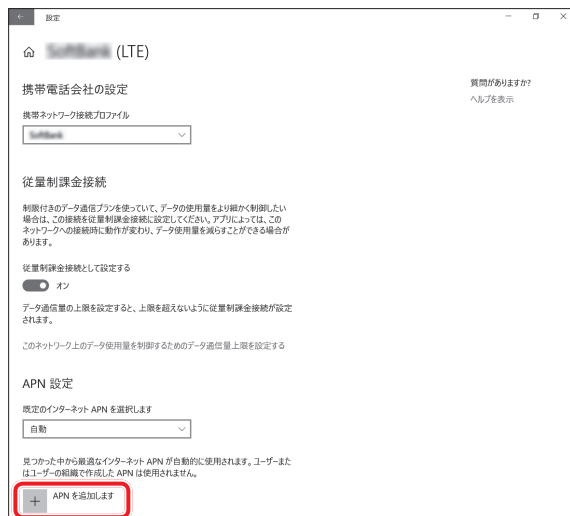 設定
(LTE)
携帯電話会社の設定
携帯ネットワーク接続プロファイル
従量制課金接続
制限付きのデータ通信プランを使っていて、データの使用量をより細かく制御したい
場合は、この接続を従量制課金接続に設定してください。アプリによっては、この
ネットワークへの接続時に動作が変わり、データ使用量を減らすことができる場合が
あります。
従量制課金接続として設定する
オン
データ通信量の上限を設定すると、上限を超えないように従量制課金接続が設定
されます。
このネットワーク上のデータ使用量を制御するためのデータ通信量上限を設定する
APN 設定
既定のインターネット APN を選択します
自動
見つかった中から最適なインターネット APN が自動的に使用されます。ユーザーまた
はユーザーの組織で作成した APN は使用されません。
APN を追加します
質問がありますか?
ヘルプを表示